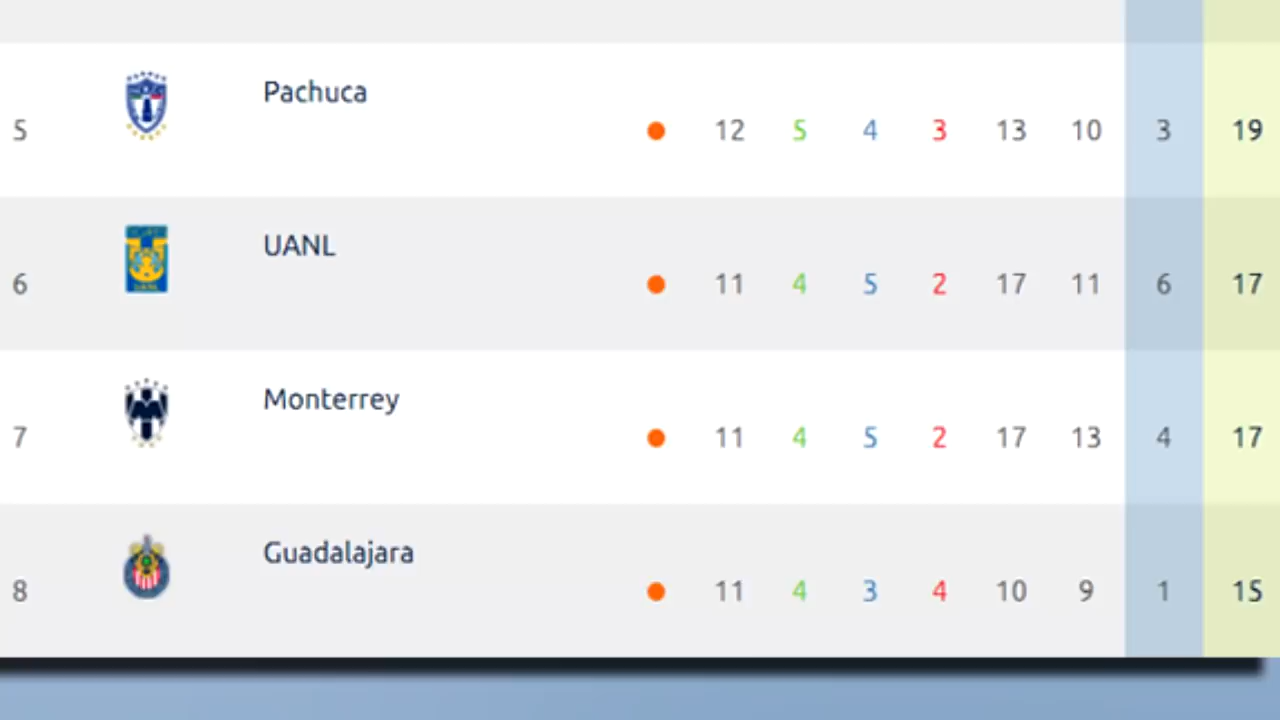 Pachuca
5 12 5 4 3 13 10 3 19
UANL
6 11 4 5 2 17 11 6 17
Monterrey
7 11 4 5 2 17 13 4 17
Guadalajara
8 11 4 3 4 10 9 1 15